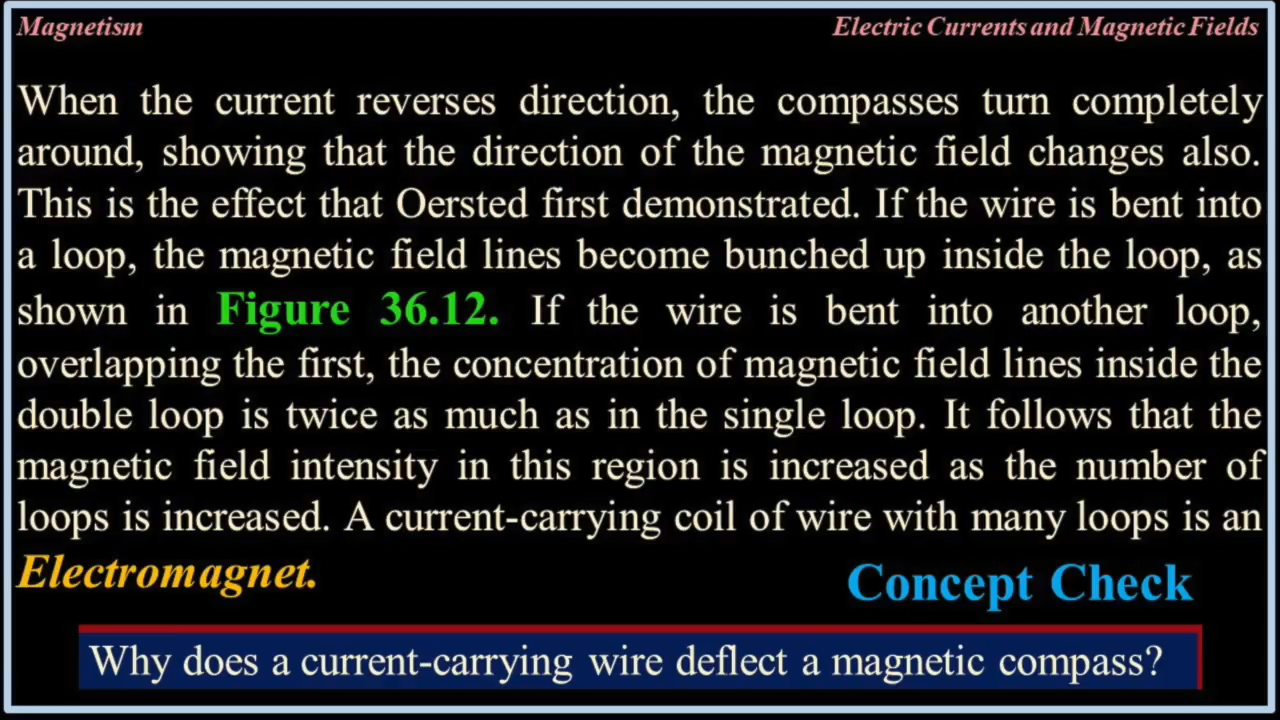 Magnetism
Electric Currents and Magnetic Fields
When the current reverses direction, the compasses turn completely
around, showing that the direction of the magnetic field changes also.
This is the effect that Oersted first demonstrated. If the wire is bent into
a loop, the magnetic field lines become bunched up inside the loop, as
shown in Figure 36.12. If the wire is bent into another loop,
overlapping the first, the concentration of magnetic field lines inside the
double loop is twice as much as in the single loop. It follows that the
magnetic field intensity in this region is increased as the number of
loops is increased. A current-carrying coil of wire with many loops is an
Electromagnet.
Concept Check
Why does a current-carrying wire deflect a magnetic compass?